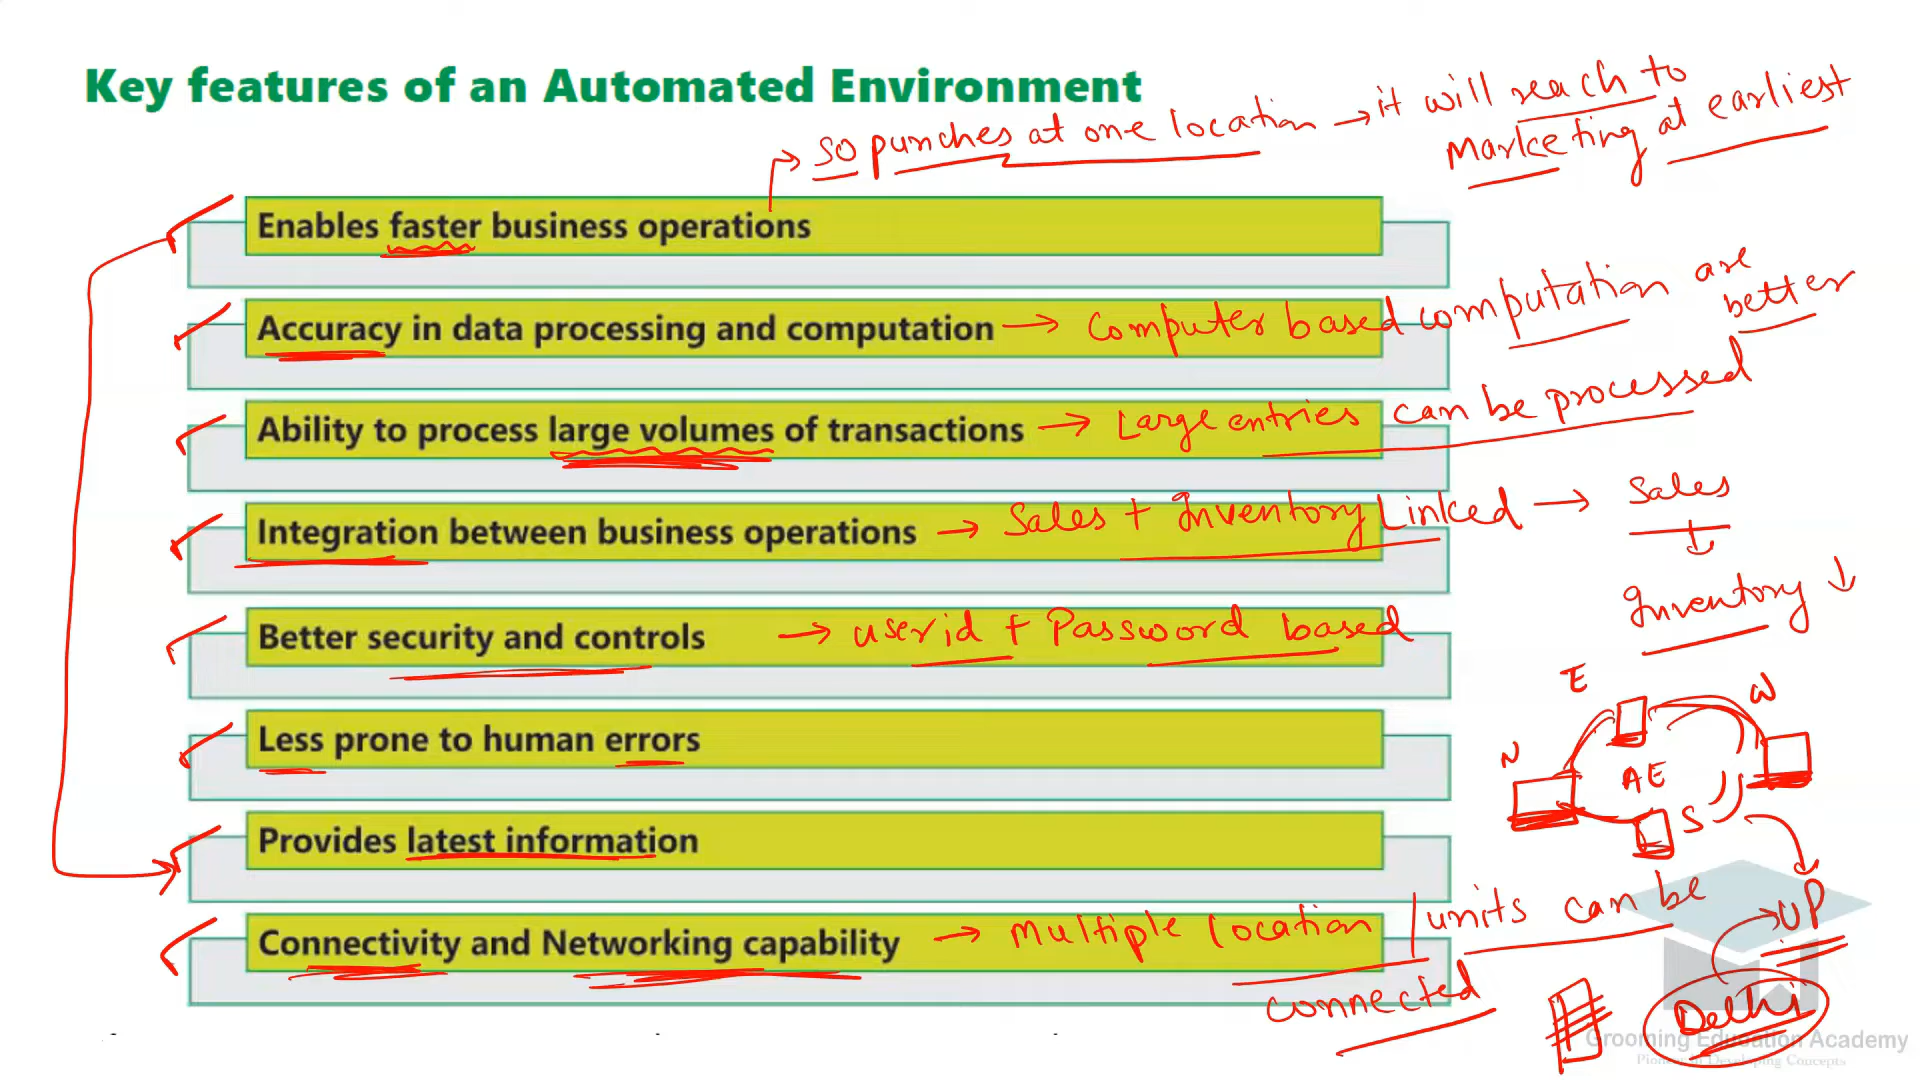 Key features of an Automated Environment
→ SO punches at one location → it will reach to
Marketing at earliest
Enables faster business operations
Accuracy in data processing and computation → Computer based computation are
better
Ability to process large volumes of transactions → Large entries can be processed
Integration between business operations → Sales + Inventory Linked → Sales
↓
Inventory ↓
Better security and controls → userid + Password based
E
W
N
AE
S
Less prone to human errors
Provides latest information
Connectivity and Networking capability → Multiple location / units can be
connected
UP
Delhi
Grooming Education Academy
Pioneer in Developing Concepts